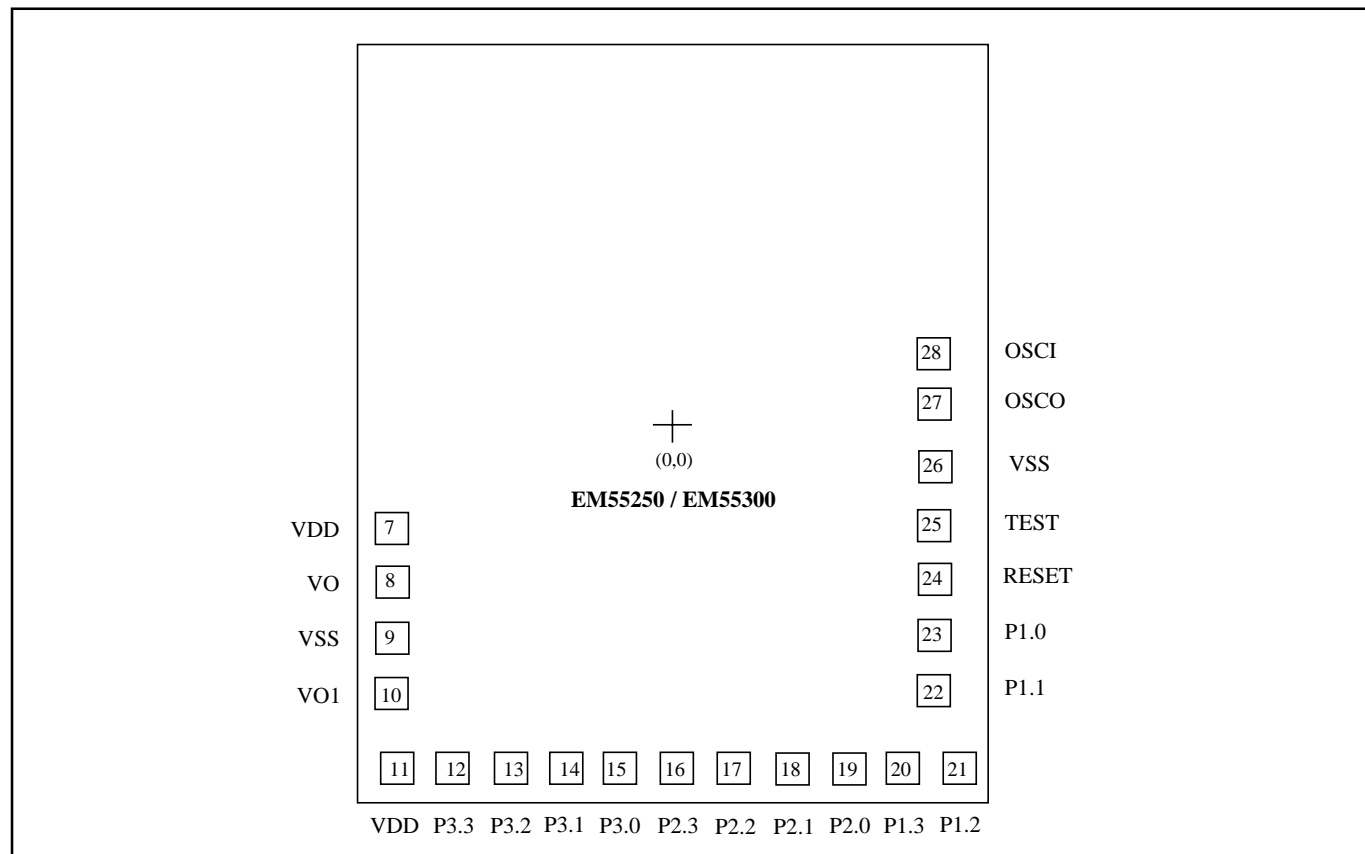 28 OSCI
27 OSCO
(0,0)
26 VSS
EM55250 / EM55300
VDD 7
25 TEST
VO 8
24 RESET
VSS 9
23 P1.0
VO1 10
22 P1.1
11 12 13 14 15 16 17 18 19 20 21
VDD P3.3 P3.2 P3.1 P3.0 P2.3 P2.2 P2.1 P2.0 P1.3 P1.2